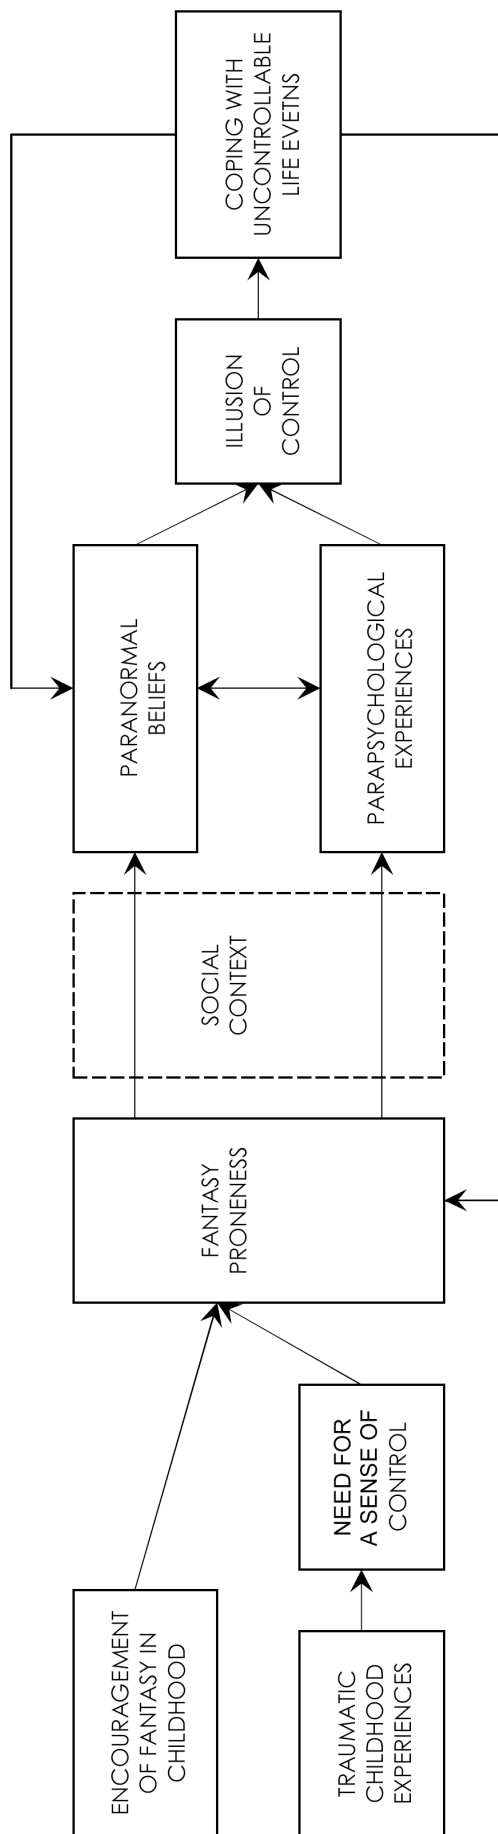 ENCOURAGEMENT
OF FANTASY IN
CHILDHOOD
TRAUMATIC
CHILDHOOD
EXPERIENCES
NEED FOR
A SENSE OF
CONTROL
FANTASY
PRONENESS
SOCIAL
CONTEXT
PARANORMAL
BELIEFS
PARAPSYCHOLOGICAL
EXPERIENCES
ILLUSION
OF
CONTROL
COPING WITH
UNCONTROLLABLE
LIFE EVETNS